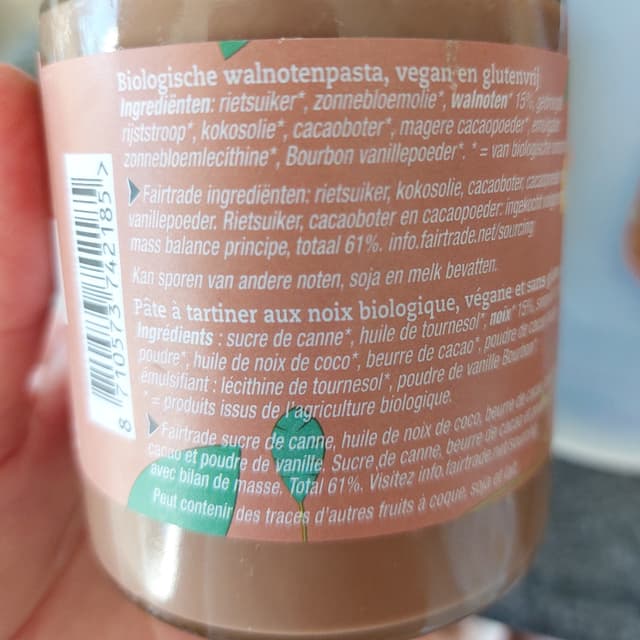 Biologische walnotenpasta, vegan en glutenvrij
Ingrediënten: rietsuiker*, zonnebloemolie*, walnoten* 15%,
rijststroop*, kokosolie*, cacaoboter*, magere cacaopoeder*,
zonnebloemlecithine*, Bourbon vanillepoeder*. * = van biologische
Fairtrade ingrediënten: rietsuiker, kokosolie, cacaoboter,
vanillepoeder. Rietsuiker, cacaoboter en cacaopoeder: ingekocht
mass balance principe, totaal 61%. info.fairtrade.net/sourcing
Kan sporen van andere noten, soja en melk bevatten.
Pâte à tartiner aux noix biologique, végane et sans
Ingrédients : sucre de canne*, huile de tournesol*, noix* 15%,
poudre*, huile de noix de coco*, beurre de cacao*, poudre de
émulsifiant : lécithine de tournesol*, poudre de vanille Bourbon*.
* = produits issus de l'agriculture biologique.
Fairtrade sucre de canne, huile de noix de coco, beurre de
cacao et poudre de vanille. Sucre de canne, beurre de cacao
avec bilan de masse. Total 61%. Visitez info.fairtrade.net/sourcing
Peut contenir des traces d'autres fruits à coque, soja et lait.
8 710573 742185 >